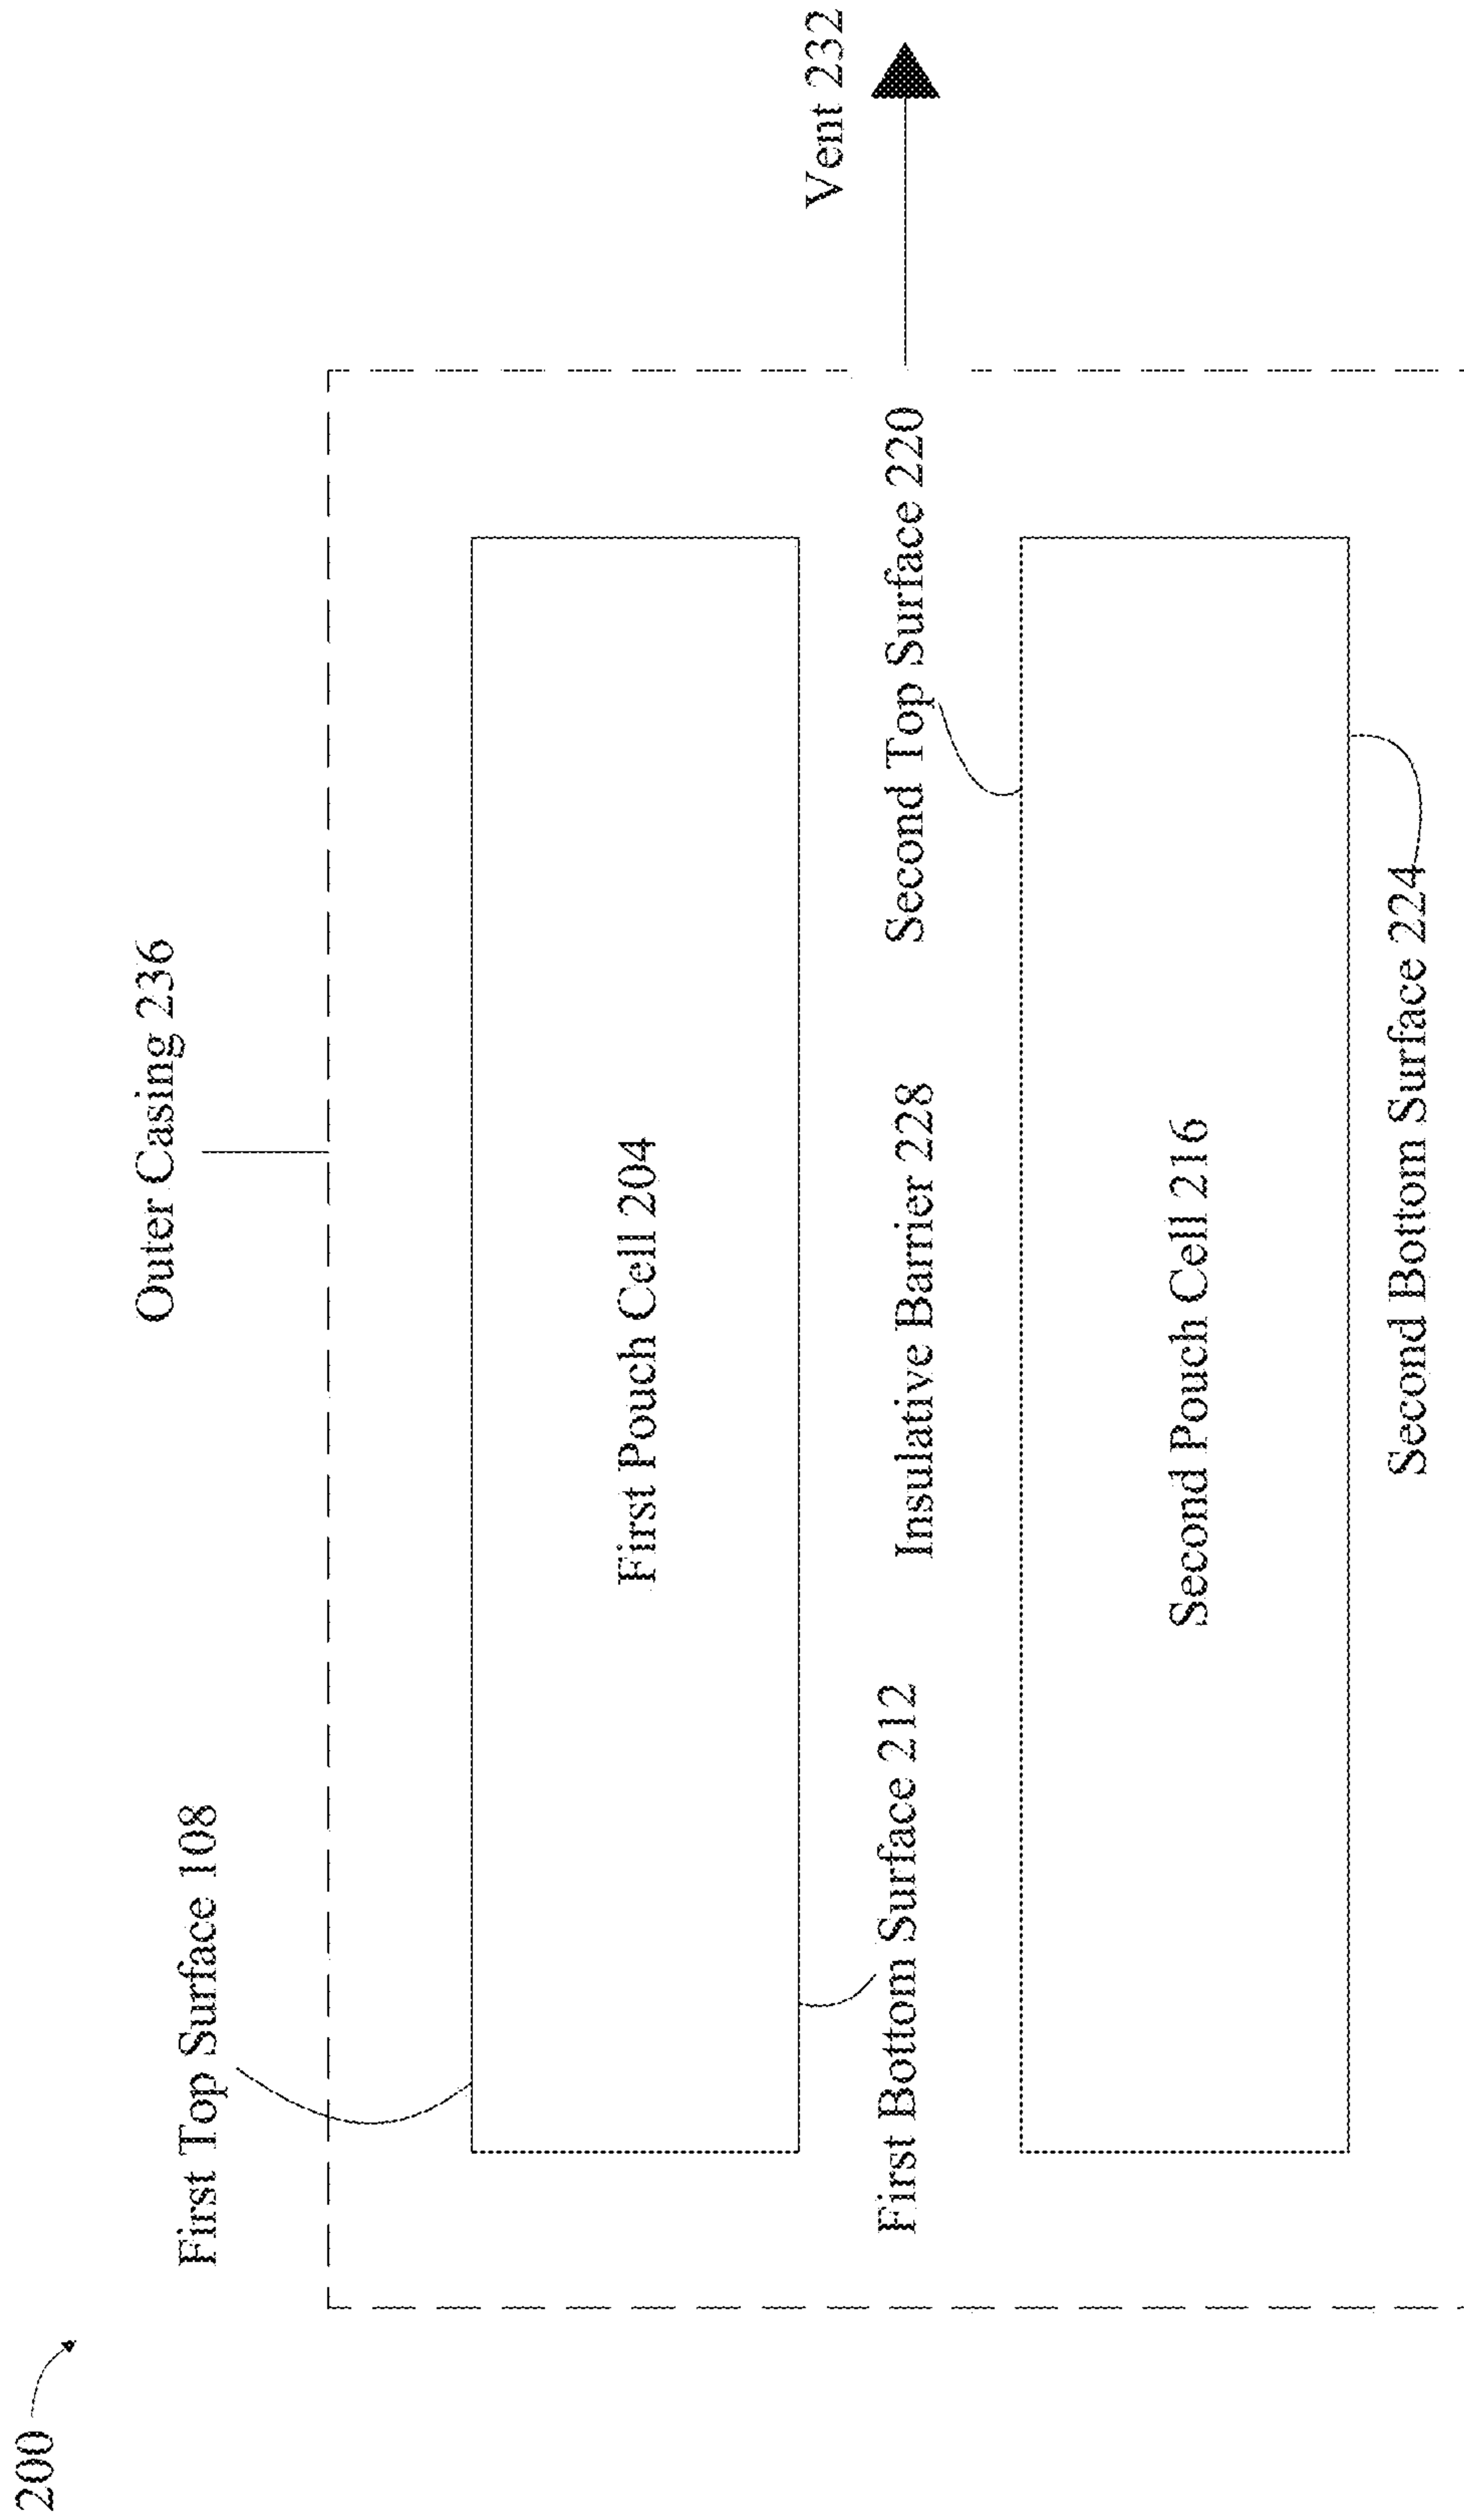 200
First Top Surface 108
Outer Casing 236
First Pouch Cell 204
Vent 232
First Bottom Surface 212
Insulative Barrier 228
Second Top Surface 220
Second Pouch Cell 216
Second Bottom Surface 224